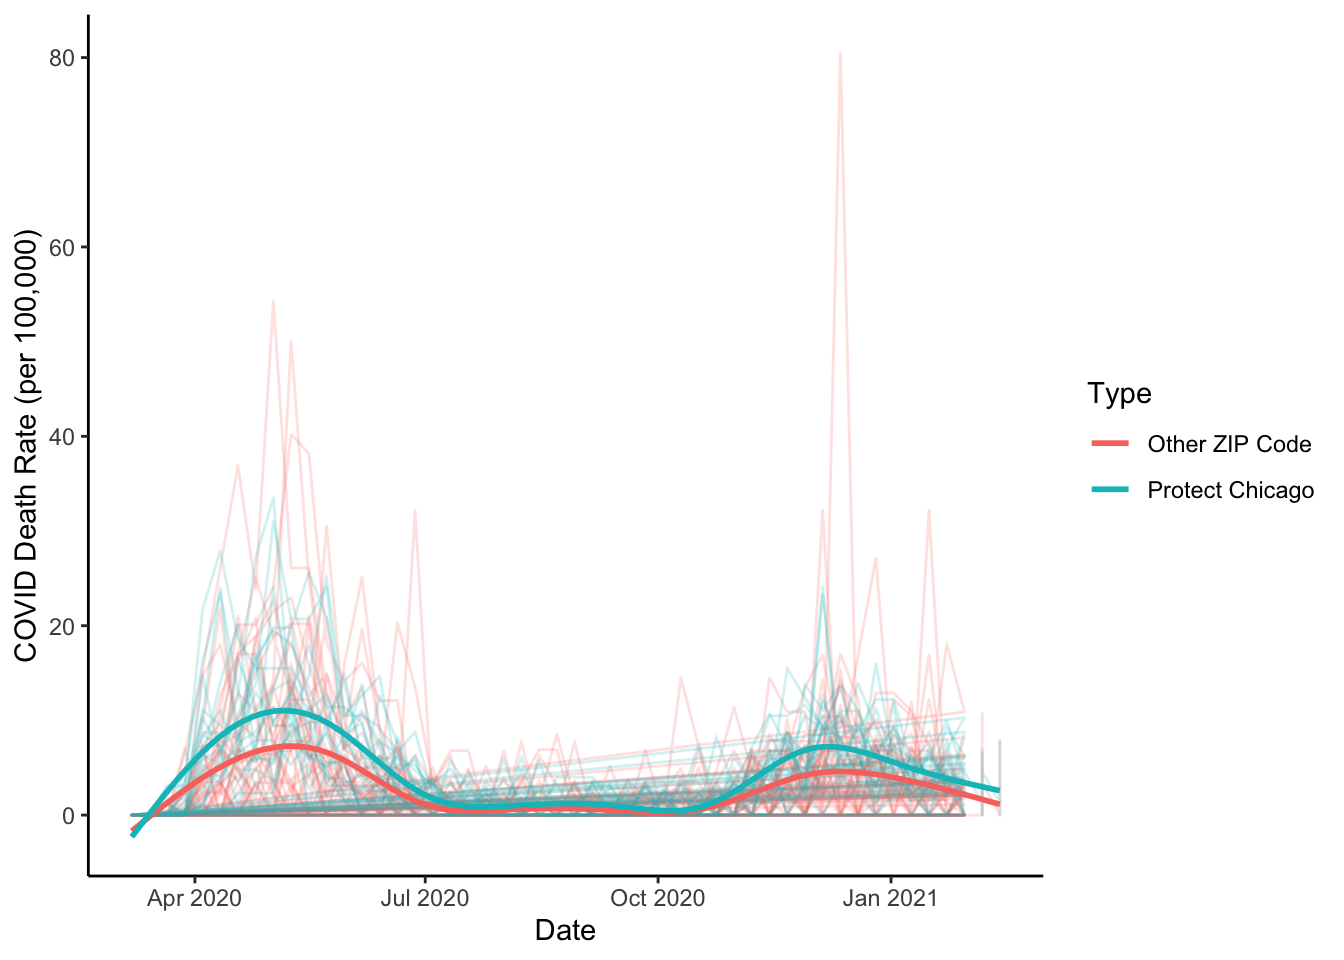 COVID Death Rate (per 100,000)
80
60
40
20
0
Apr 2020 Jul 2020 Oct 2020 Jan 2021
Date
Type
Other ZIP Code
Protect Chicago